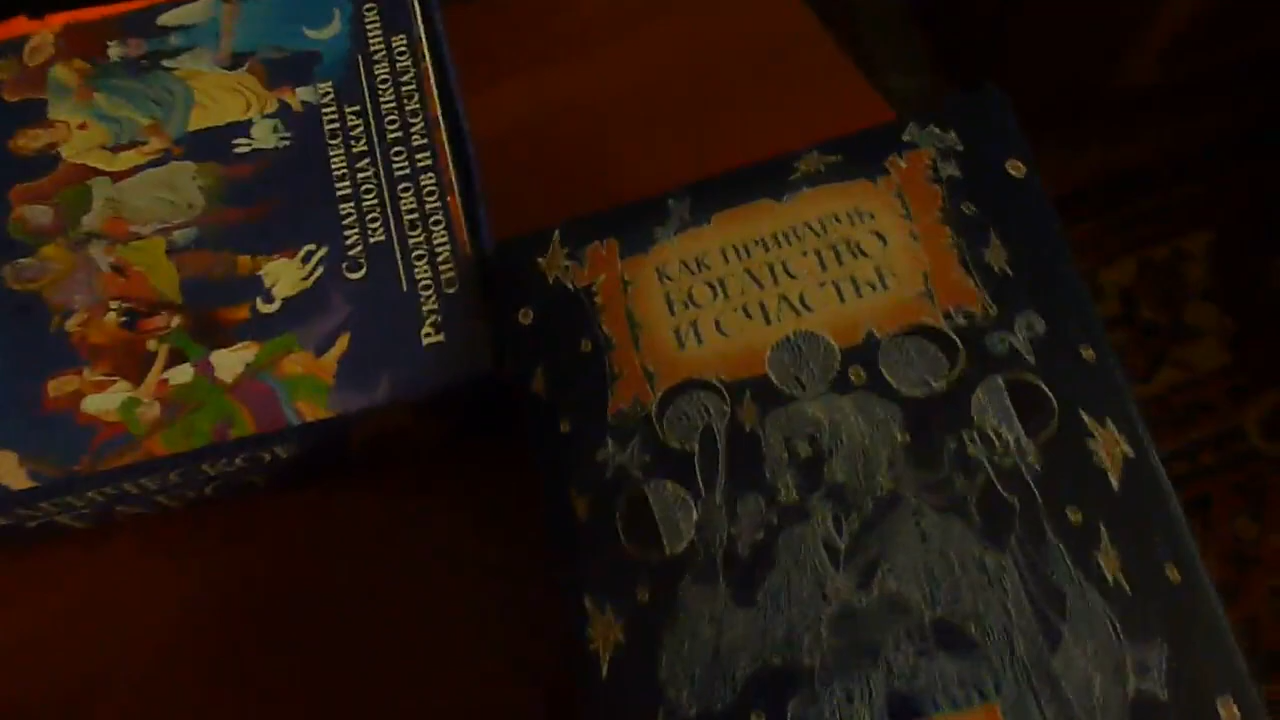 САМАЯ ИЗВЕСТНАЯ
КОЛОДА КАРТ
РУКОВОДСТВО ПО ТОЛКОВАНИЮ
СИМВОЛОВ И РАСКЛАДОВ
КАК ПРИВЛЕЧЬ
БОГАТСТВО
И СЧАСТЬЕ